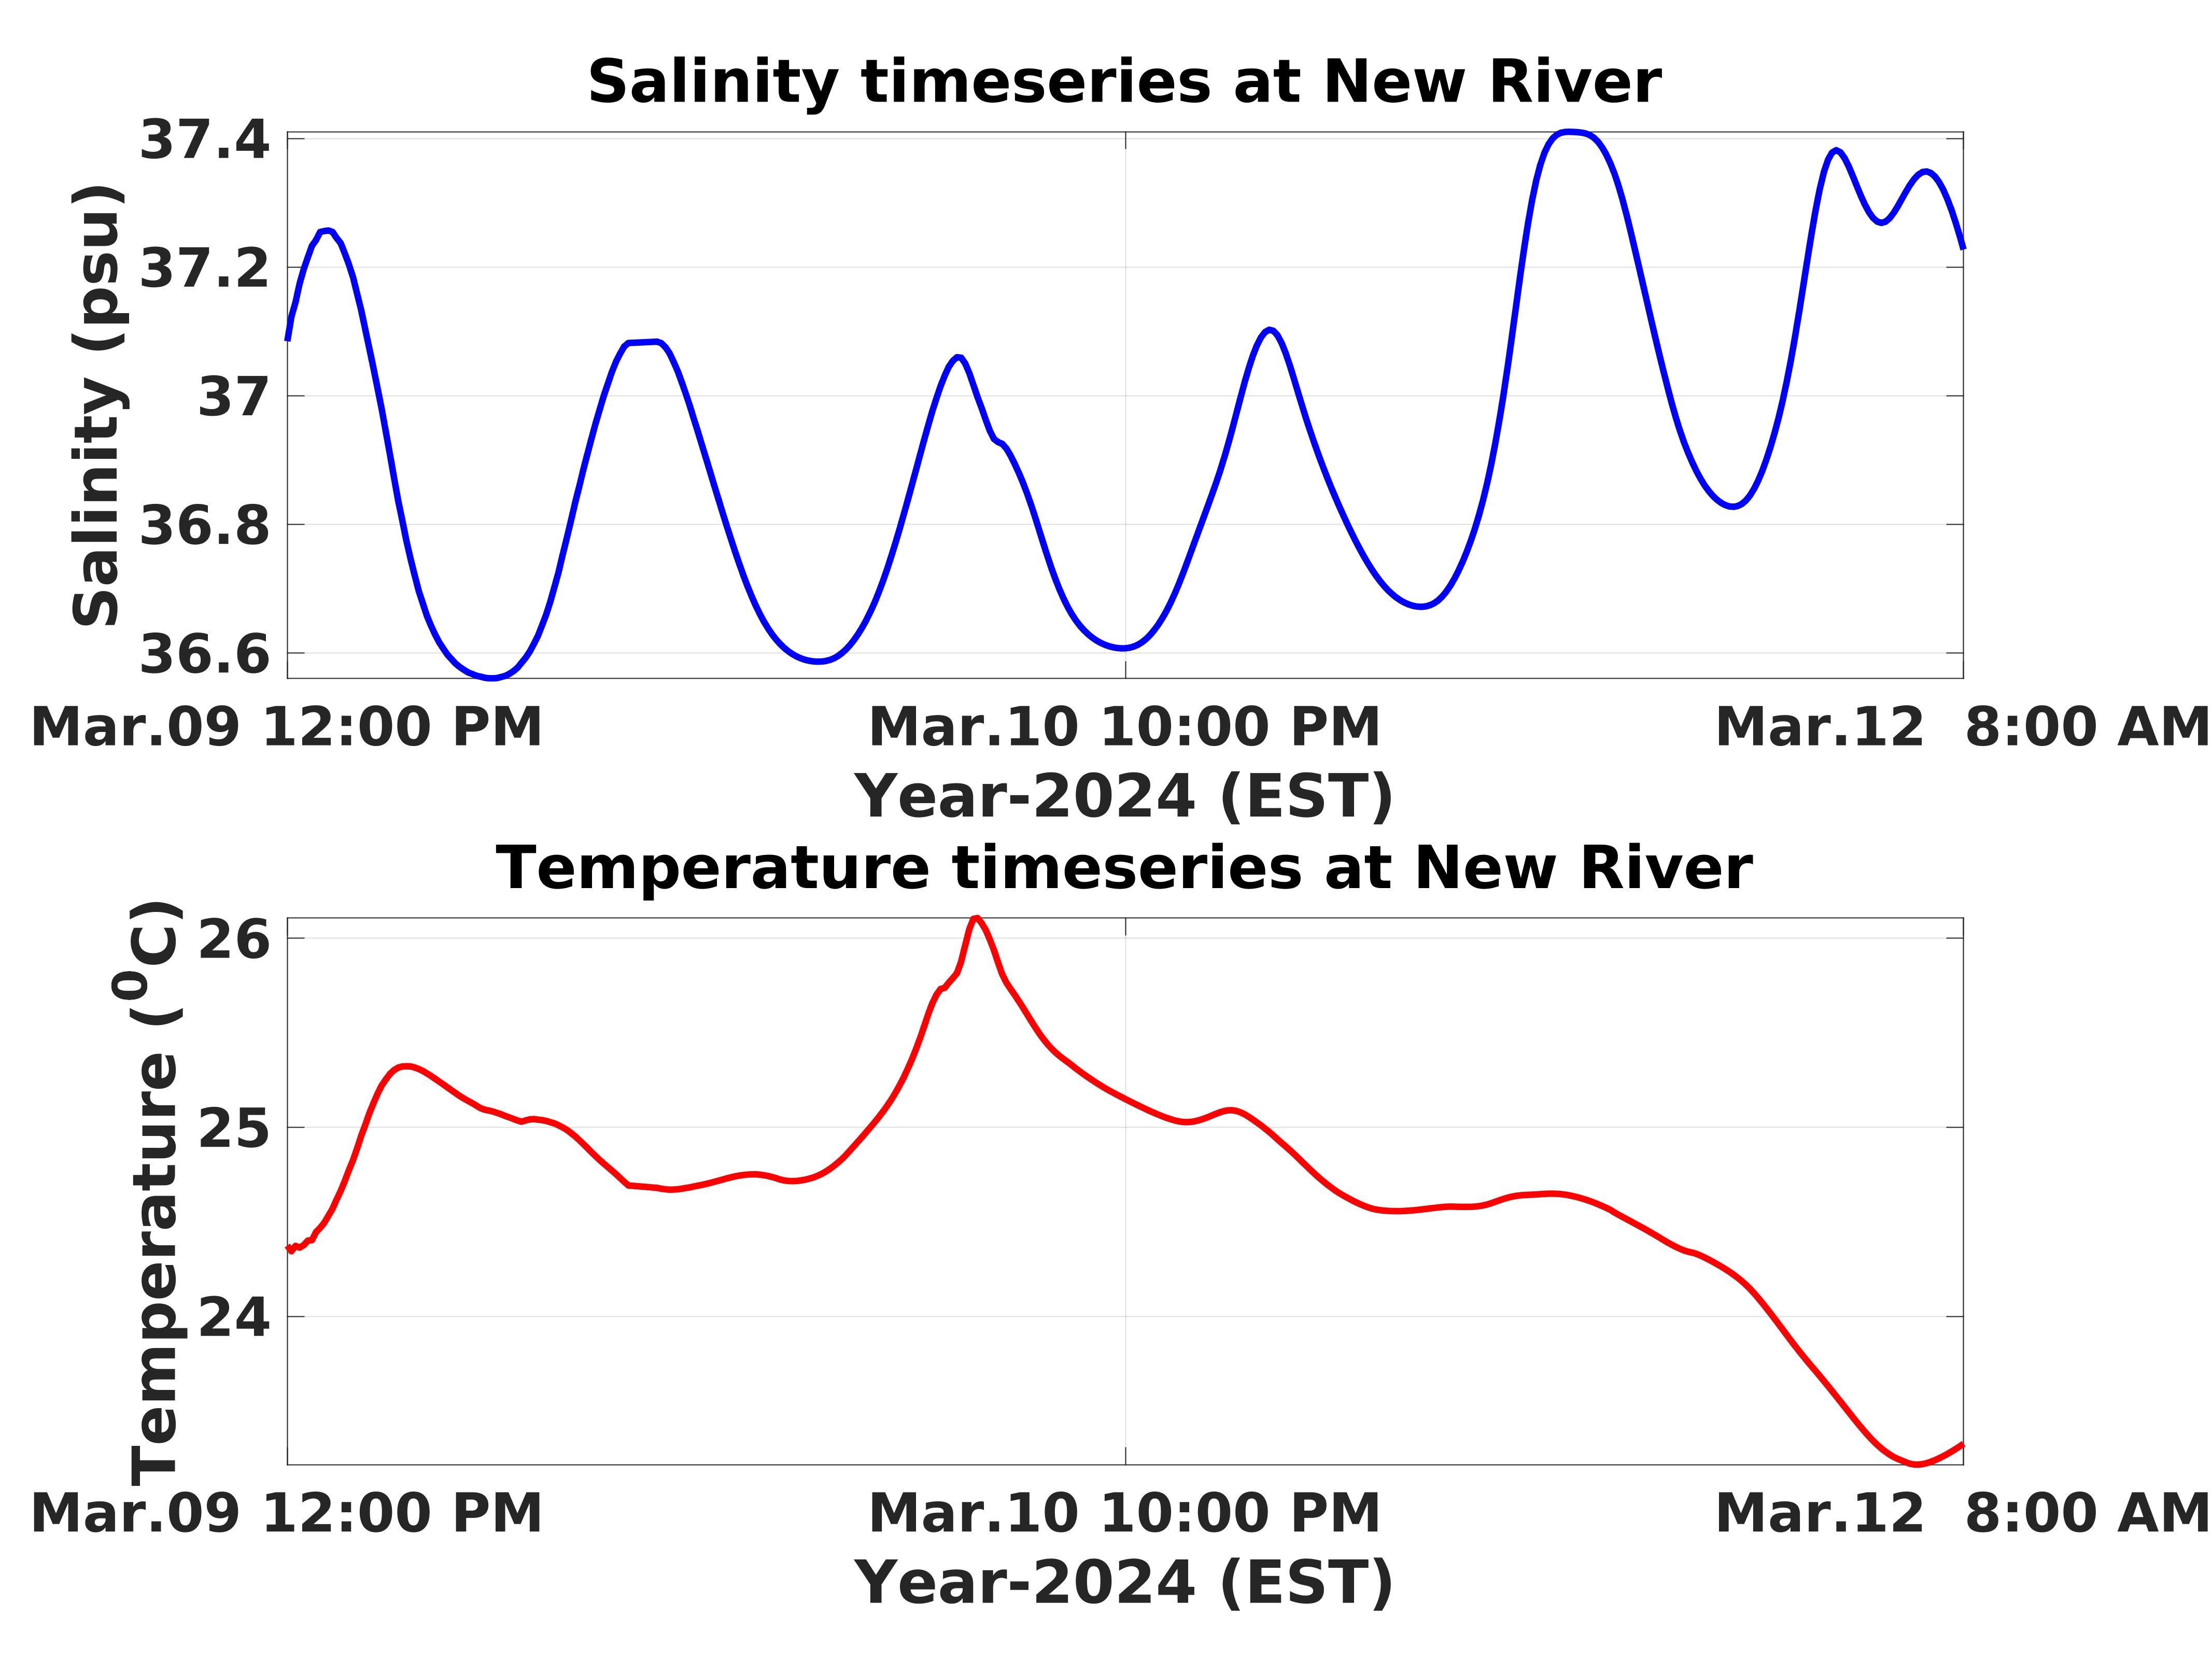 Salinity timeseries at New River
Salinity (psu)
37.4
37.2
37
36.8
36.6
Mar.09 12:00 PM Mar.10 10:00 PM Mar.12  8:00 AM
Year-2024 (EST)
Temperature timeseries at New River
Temperature (⁰C)
26
25
24
Mar.09 12:00 PM Mar.10 10:00 PM Mar.12  8:00 AM
Year-2024 (EST)